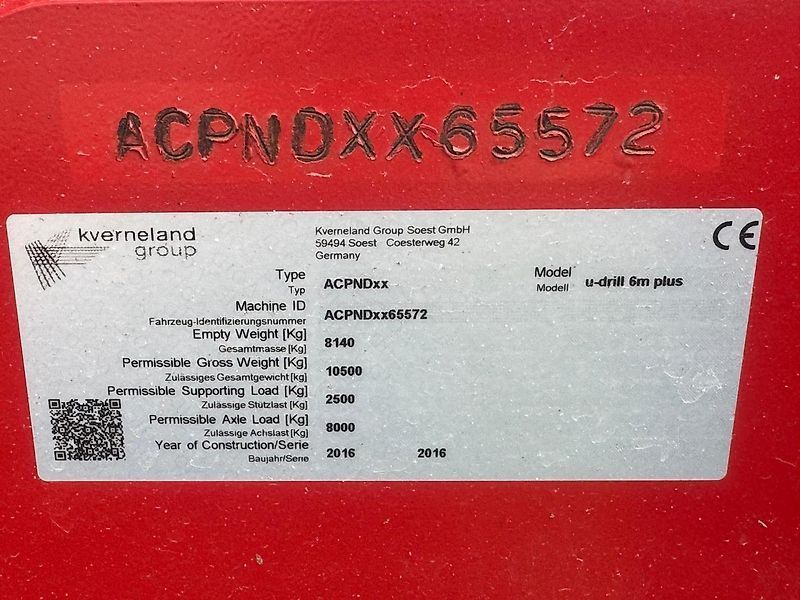 ACPNDXX65572
kverneland
group
Kverneland Group Soest GmbH
59494 Soest Coesterweg 42
Germany
CE
Type ACPNDxx Model u-drill 6m plus
Typ Modell
Machine ID ACPNDxx65572
Fahrzeug-Identifizierungsnummer
Empty Weight [Kg] 8140
Gesamtmasse [Kg]
Permissible Gross Weight [Kg] 10500
Zulässiges Gesamtgewicht [kg]
Permissible Supporting Load [Kg] 2500
Zulässige Stützlast [Kg]
Permissible Axle Load [Kg] 8000
Zulässige Achslast [Kg]
Year of Construction/Serie 2016 2016
Baujahr/Serie